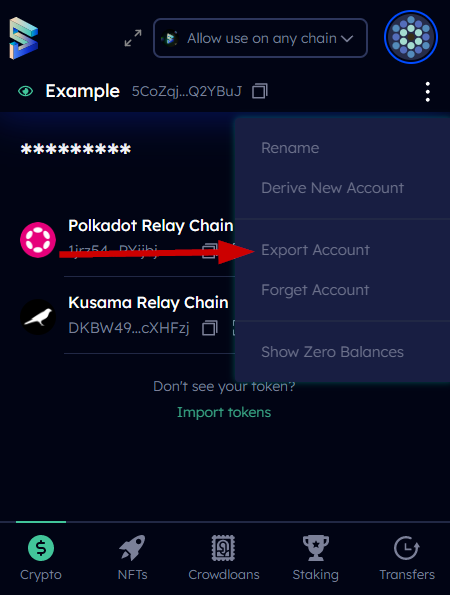 Allow use on any chain
Example 5CoZqj...Q2YBuJ
*********
Rename
Derive New Account
Polkadot Relay Chain
Export Account
Forget Account
Kusama Relay Chain
DKBW49...cXHFzj
Show Zero Balances
Don't see your token?
Import tokens
Crypto NFTs Crowdloans Staking Transfers